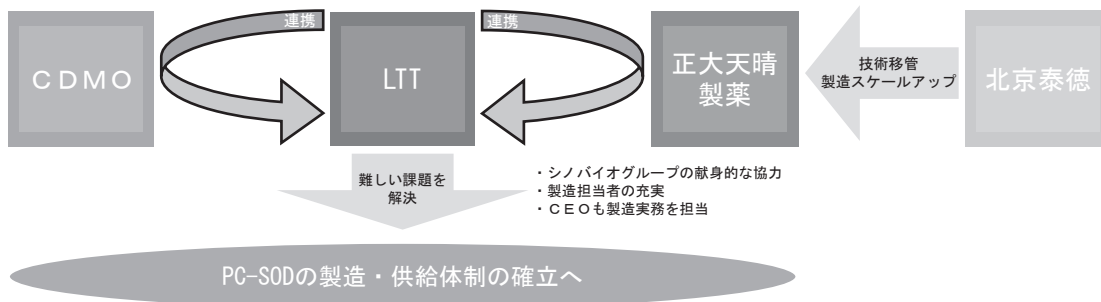 連携
連携
CDMO
LTT
正大天晴
製薬
技術移管
製造スケールアップ
北京泰徳
難しい課題を
解決
・シノバイオグループの献身的な協力
・製造担当者の充実
・CEOも製造実務を担当
PC-SODの製造・供給体制の確立へ